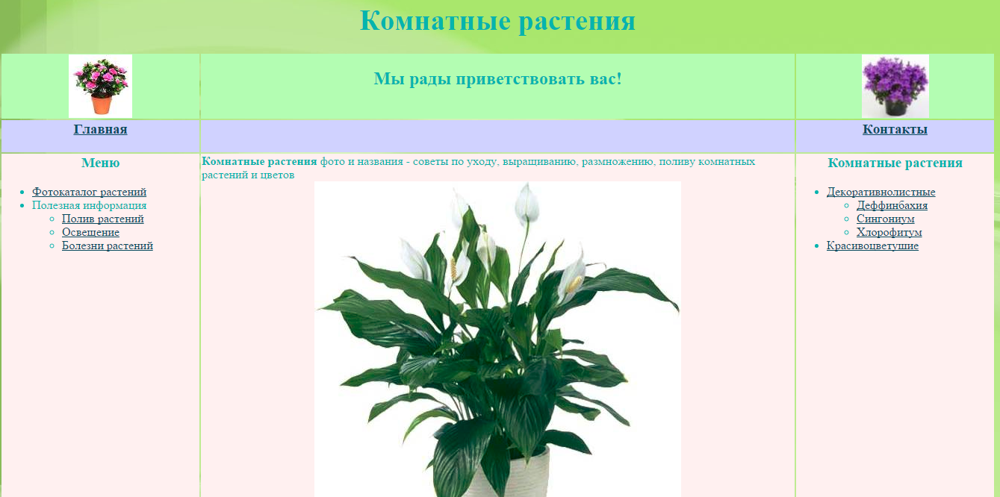 Комнатные растения
Мы рады приветствовать вас!
Главная
Контакты
Меню
Фотокаталог растений
Полезная информация
Полив растений
Освещение
Болезни растений
Комнатные растения фото и названия - советы по уходу, выращиванию, размножению, поливу комнатных
растений и цветов
Комнатные растения
Декоративнолистные
Деффинбахия
Сингониум
Хлорофитум
Красивоцветушие